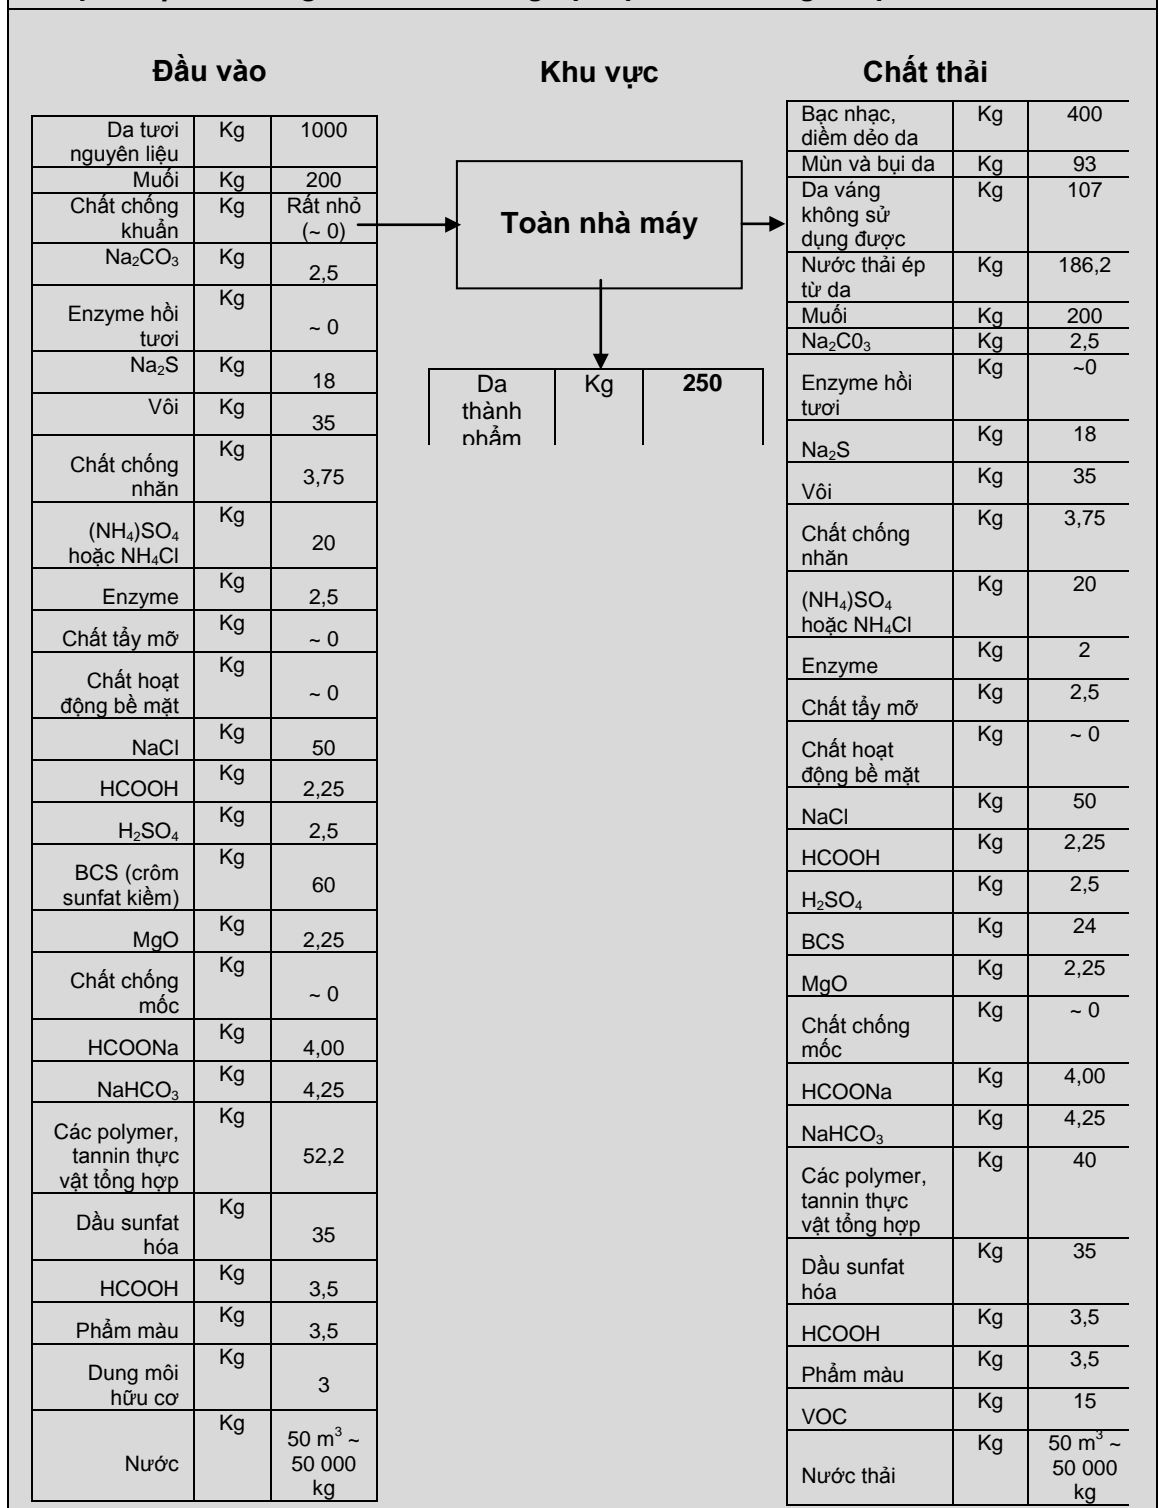 Đầu vào
Khu vực
Chất thải
Da tươi
nguyên liệu Kg 1000
Muối Kg 200
Chất chống
khuẩn Kg Rất nhỏ
(~ 0)
Na₂CO₃ Kg 2,5
Enzyme hồi
tươi Kg ~ 0
Na₂S Kg 18
Vôi Kg 35
Chất chống
nhăn Kg 3,75
(NH₄)SO₄
hoặc NH₄Cl Kg 20
Enzyme Kg 2,5
Chất tẩy mỡ Kg ~ 0
Chất hoạt
động bề mặt Kg ~ 0
NaCl Kg 50
HCOOH Kg 2,25
H₂SO₄ Kg 2,5
BCS (crôm
sunfat kiềm) Kg 60
MgO Kg 2,25
Chất chống
mốc Kg ~ 0
HCOONa Kg 4,00
NaHCO₃ Kg 4,25
Các polymer,
tannin thực
vật tổng hợp Kg 52,2
Dầu sunfat
hóa Kg 35
HCOOH Kg 3,5
Phẩm màu Kg 3,5
Dung môi
hữu cơ Kg 3
Nước Kg 50 m³ ~
50 000
kg
Toàn nhà máy
Da Kg 250
thành
phẩm
Bạc nhạc,
diềm dẻo da Kg 400
Mùn và bụi da Kg 93
Da váng
không sử
dụng được Kg 107
Nước thải ép
từ da Kg 186,2
Muối Kg 200
Na₂C0₃ Kg 2,5
Enzyme hồi
tươi Kg ~0
Na₂S Kg 18
Vôi Kg 35
Chất chống
nhăn Kg 3,75
(NH₄)SO₄
hoặc NH₄Cl Kg 20
Enzyme Kg 2
Chất tẩy mỡ Kg 2,5
Chất hoạt
động bề mặt Kg ~ 0
NaCl Kg 50
HCOOH Kg 2,25
H₂SO₄ Kg 2,5
BCS Kg 24
MgO Kg 2,25
Chất chống
mốc Kg ~ 0
HCOONa Kg 4,00
NaHCO₃ Kg 4,25
Các polymer,
tannin thực
vật tổng hợp Kg 40
Dầu sunfat
hóa Kg 35
HCOOH Kg 3,5
Phẩm màu Kg 3,5
VOC Kg 15
Nước thải Kg 50 m³ ~
50 000
kg